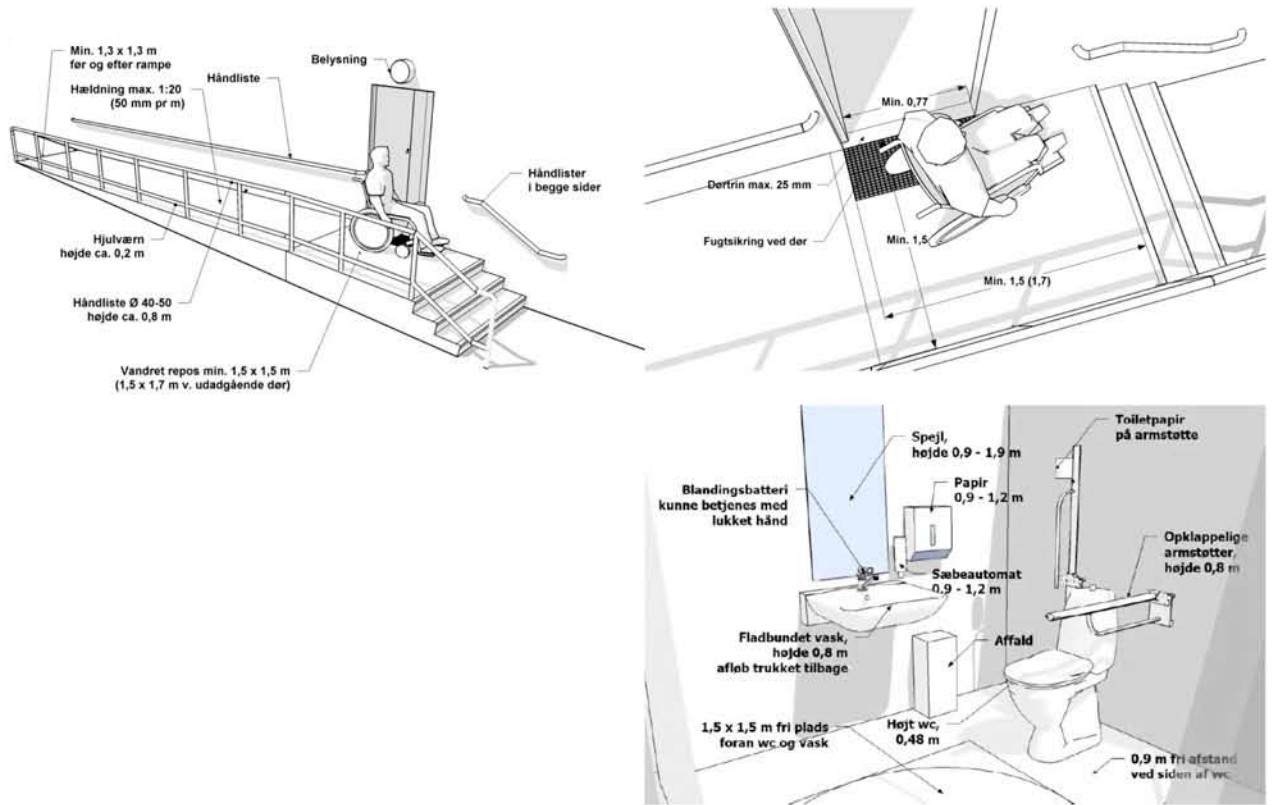 Min. 1,3 x 1,3 m
før og efter rampe
Hældning max. 1:20
(50 mm pr m)
Håndliste
Belysning
Håndlister
i begge sider
Hjulværn
højde ca. 0,2 m
Håndliste Ø 40-50
højde ca. 0,8 m
Vandret repos min. 1,5 x 1,5 m
(1,5 x 1,7 m v. udadgående dør)
Min. 0,77
Dørtrin max. 25 mm
Fugtsikring ved dør
Min. 1,5
Min. 1,5 (1,7)
Spejl,
højde 0,9 - 1,9 m
Blandingsbatteri
kunne betjenes med
lukket hånd
Papir
0,9 - 1,2 m
Toiletpapir
på armstøtte
Opklappelige
armstøtter,
højde 0,8 m
Sæbeautomat
0,9 - 1,2 m
Fladbundet vask,
højde 0,8 m
afløb trukket tilbage
Affald
1,5 x 1,5 m fri plads
foran wc og vask
Højt wc,
0,48 m
0,9 m fri afstand
ved siden af wc